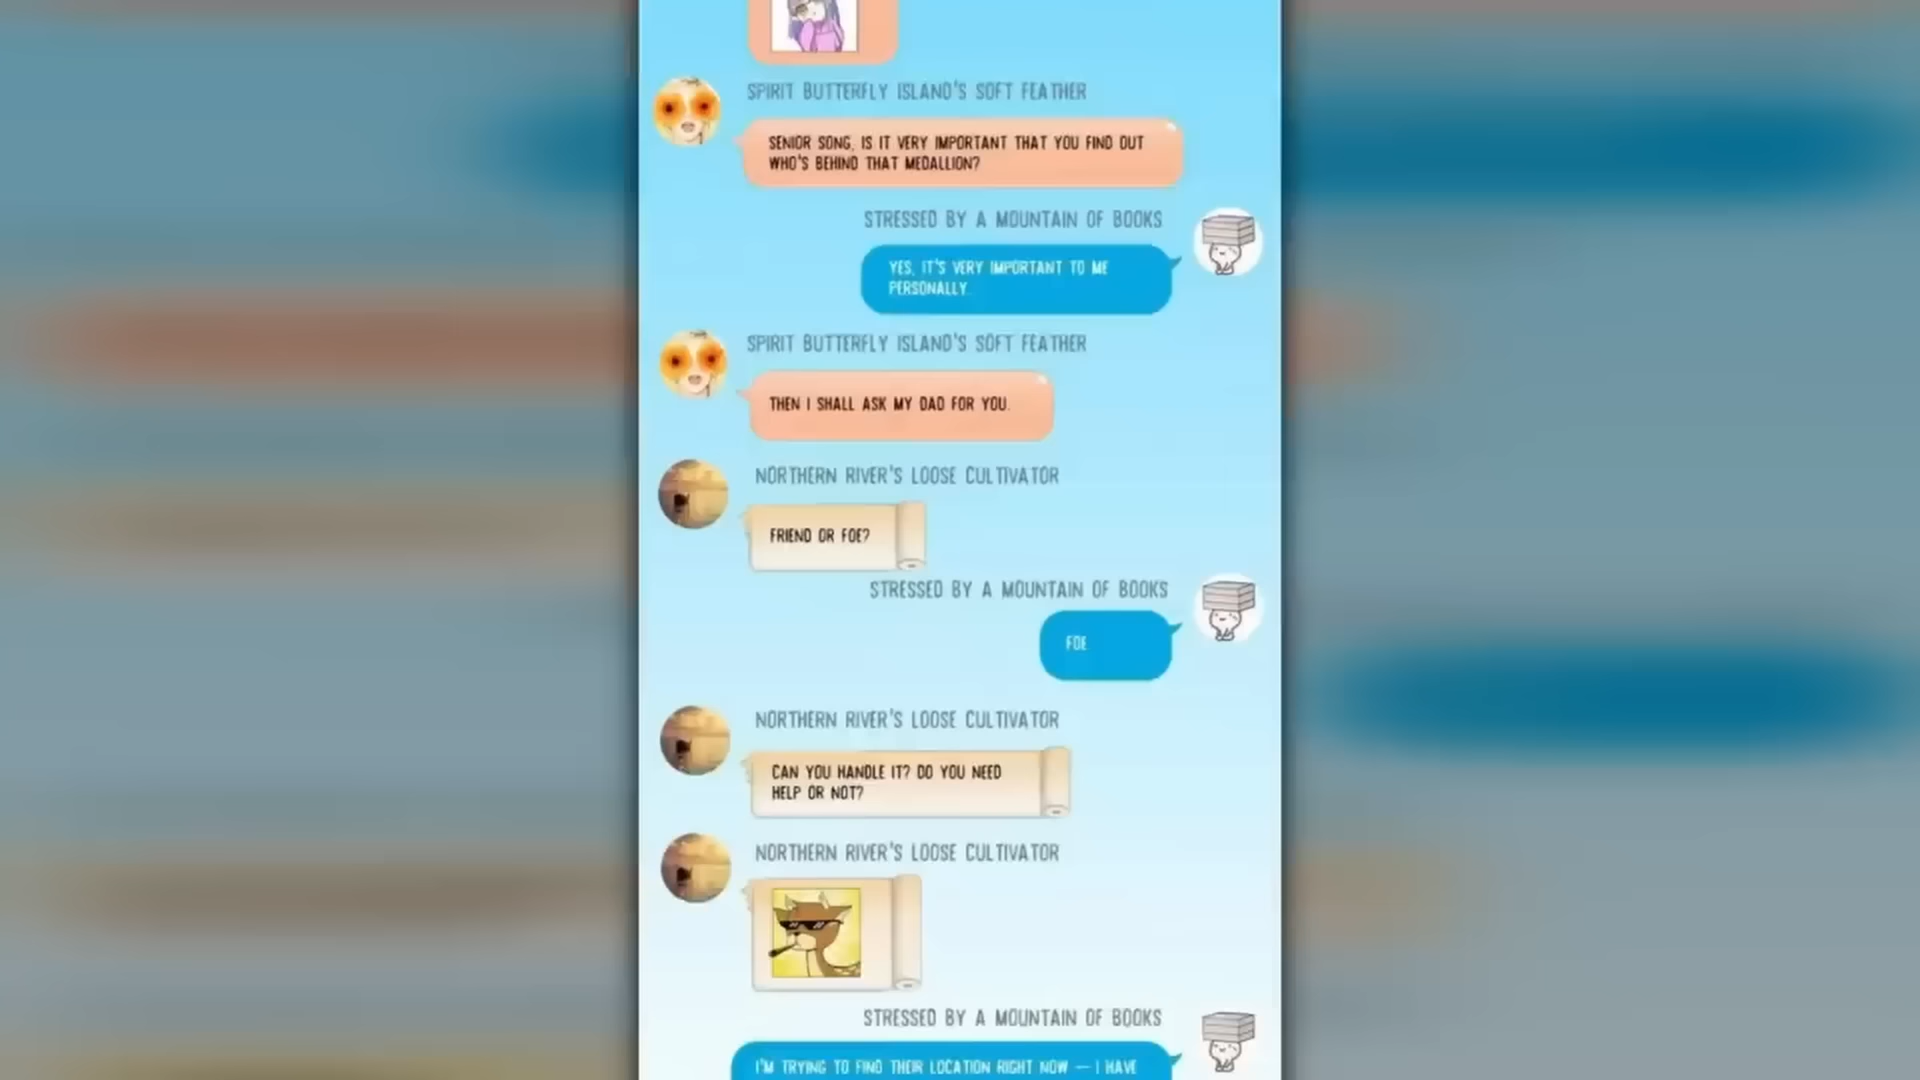 SPIRIT BUTTERFLY ISLAND'S SOFT FEATHER
SENIOR SONG, IS IT VERY IMPORTANT THAT YOU FIND OUT
WHO'S BEHIND THAT MEDALLION?
STRESSED BY A MOUNTAIN OF BOOKS
YES, IT'S VERY IMPORTANT TO ME
PERSONALLY.
SPIRIT BUTTERFLY ISLAND'S SOFT FEATHER
THEN I SHALL ASK MY DAD FOR YOU.
NORTHERN RIVER'S LOOSE CULTIVATOR
FRIEND OR FOE?
STRESSED BY A MOUNTAIN OF BOOKS
FOE
NORTHERN RIVER'S LOOSE CULTIVATOR
CAN YOU HANDLE IT? DO YOU NEED
HELP OR NOT?
NORTHERN RIVER'S LOOSE CULTIVATOR
STRESSED BY A MOUNTAIN OF BOOKS
I'M TRYING TO FIND THEIR LOCATION RIGHT NOW — I HAVE